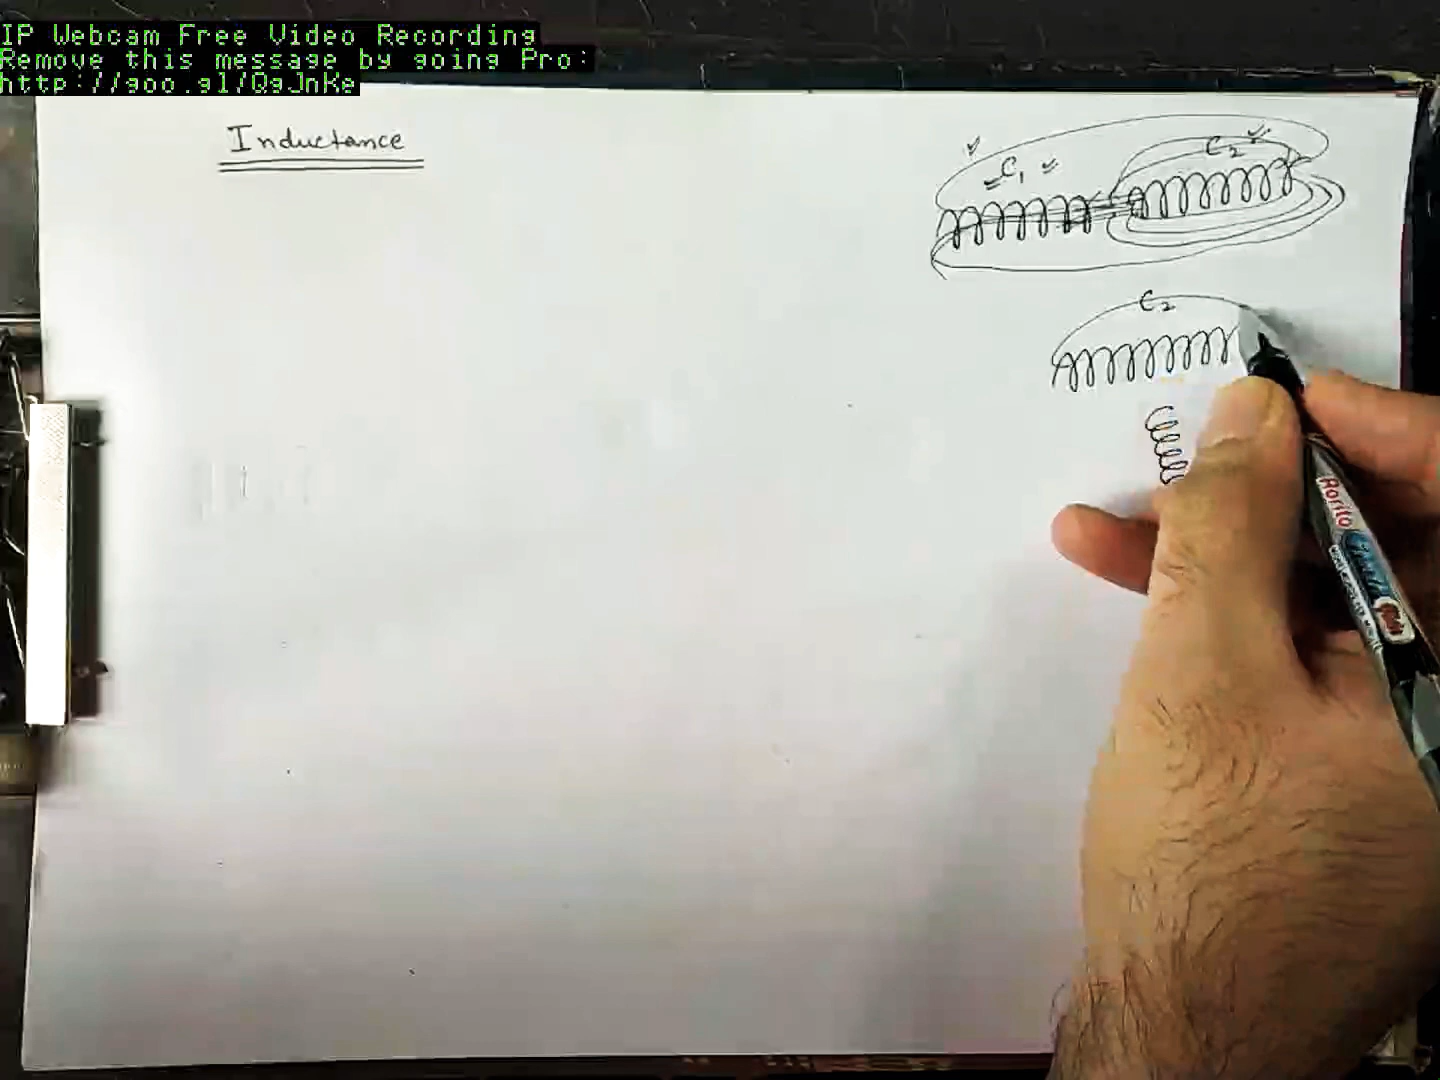 IP Webcam Free Video Recording
Remove this message by going Pro:
http://goo.gl/QgJnKe
Inductance
C1
C2
C2
Rorito